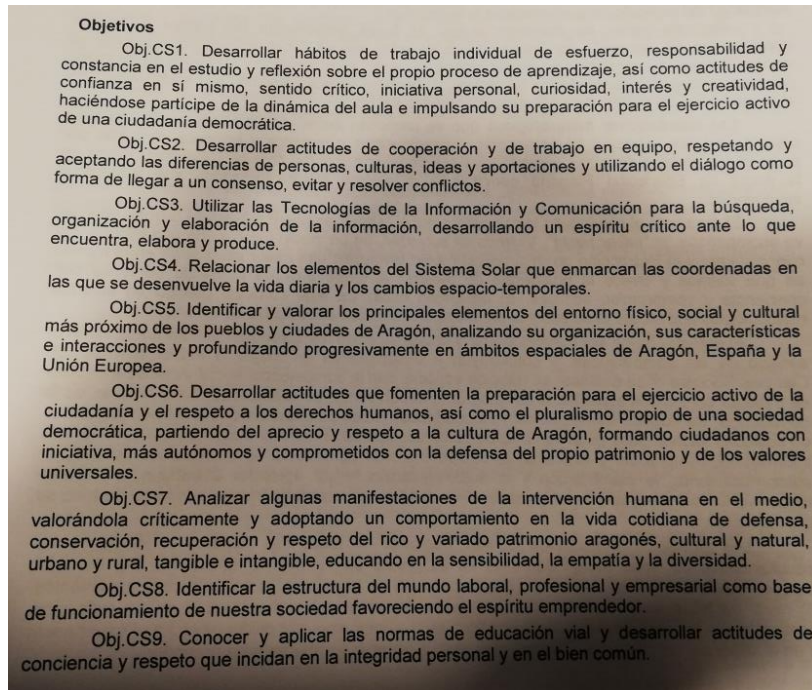 Objetivos
Obj.CS1. Desarrollar hábitos de trabajo individual de esfuerzo, responsabilidad y
constancia en el estudio y reflexión sobre el propio proceso de aprendizaje, así como actitudes de
confianza en sí mismo, sentido crítico, iniciativa personal, curiosidad, interés y creatividad,
haciéndose partícipe de la dinámica del aula e impulsando su preparación para el ejercicio activo
de una ciudadanía democrática.
Obj.CS2. Desarrollar actitudes de cooperación y de trabajo en equipo, respetando y
aceptando las diferencias de personas, culturas, ideas y aportaciones y utilizando el diálogo como
forma de llegar a un consenso, evitar y resolver conflictos.
Obj.CS3. Utilizar las Tecnologías de la Información y Comunicación para la búsqueda,
organización y elaboración de la información, desarrollando un espíritu crítico ante lo que
encuentra, elabora y produce.
Obj.CS4. Relacionar los elementos del Sistema Solar que enmarcan las coordenadas en
las que se desenvuelve la vida diaria y los cambios espacio-temporales.
Obj.CS5. Identificar y valorar los principales elementos del entorno físico, social y cultural
más próximo de los pueblos y ciudades de Aragón, analizando su organización, sus características
e interacciones y profundizando progresivamente en ámbitos espaciales de Aragón, España y la
Unión Europea.
Obj.CS6. Desarrollar actitudes que fomenten la preparación para el ejercicio activo de la
ciudadanía y el respeto a los derechos humanos, así como el pluralismo propio de una sociedad
democrática, partiendo del aprecio y respeto a la cultura de Aragón, formando ciudadanos con
iniciativa, más autónomos y comprometidos con la defensa del propio patrimonio y de los valores
universales.
Obj.CS7. Analizar algunas manifestaciones de la intervención humana en el medio,
valorándola críticamente y adoptando un comportamiento en la vida cotidiana de defensa,
conservación, recuperación y respeto del rico y variado patrimonio aragonés, cultural y natural,
urbano y rural, tangible e intangible, educando en la sensibilidad, la empatía y la diversidad.
Obj.CS8. Identificar la estructura del mundo laboral, profesional y empresarial como base
de funcionamiento de nuestra sociedad favoreciendo el espíritu emprendedor.
Obj.CS9. Conocer y aplicar las normas de educación vial y desarrollar actitudes de
conciencia y respeto que incidan en la integridad personal y en el bien común.